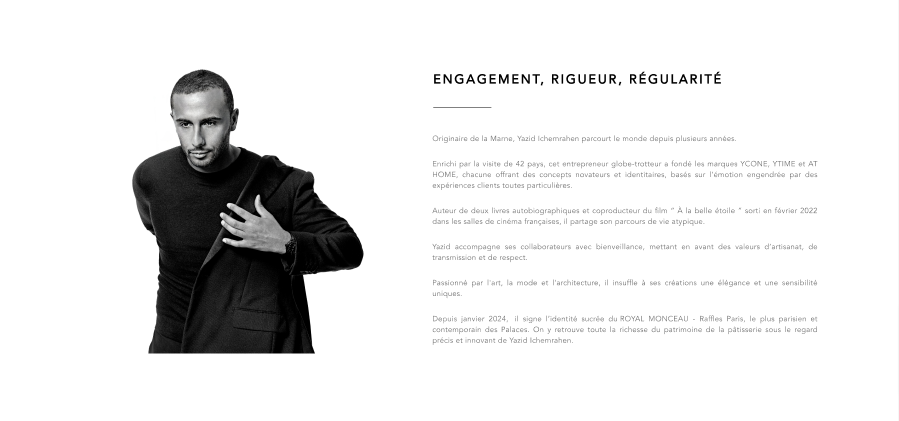 ENGAGEMENT, RIGUEUR, RÉGULARITÉ
Originaire de la Marne, Yazid Ichemrahen parcourt le monde depuis plusieurs années.
Enrichi par la visite de 42 pays, cet entrepreneur globe-trotteur a fondé les marques YCONE, YTIME et AT
HOME, chacune offrant des concepts novateurs et identitaires, basés sur l'émotion engendrée par des
expériences clients toutes particulières.
Auteur de deux livres autobiographiques et coproducteur du film " À la belle étoile " sorti en février 2022
dans les salles de cinéma françaises, il partage son parcours de vie atypique.
Yazid accompagne ses collaborateurs avec bienveillance, mettant en avant des valeurs d'artisanat, de
transmission et de respect.
Passionné par l'art, la mode et l'architecture, il insuffle à ses créations une élégance et une sensibilité
uniques.
Depuis janvier 2024, il signe l'identité sucrée du ROYAL MONCEAU - Raffles Paris, le plus parisien et
contemporain des Palaces. On y retrouve toute la richesse du patrimoine de la pâtisserie sous le regard
précis et innovant de Yazid Ichemrahen.